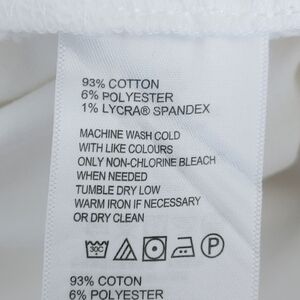 93% COTTON
6% POLYESTER
1% LYCRA® SPANDEX
MACHINE WASH COLD
WITH LIKE COLOURS
ONLY NON-CHLORINE BLEACH
WHEN NEEDED
TUMBLE DRY LOW
WARM IRON IF NECESSARY
OR DRY CLEAN
30C P
93% COTON
6% POLYESTER